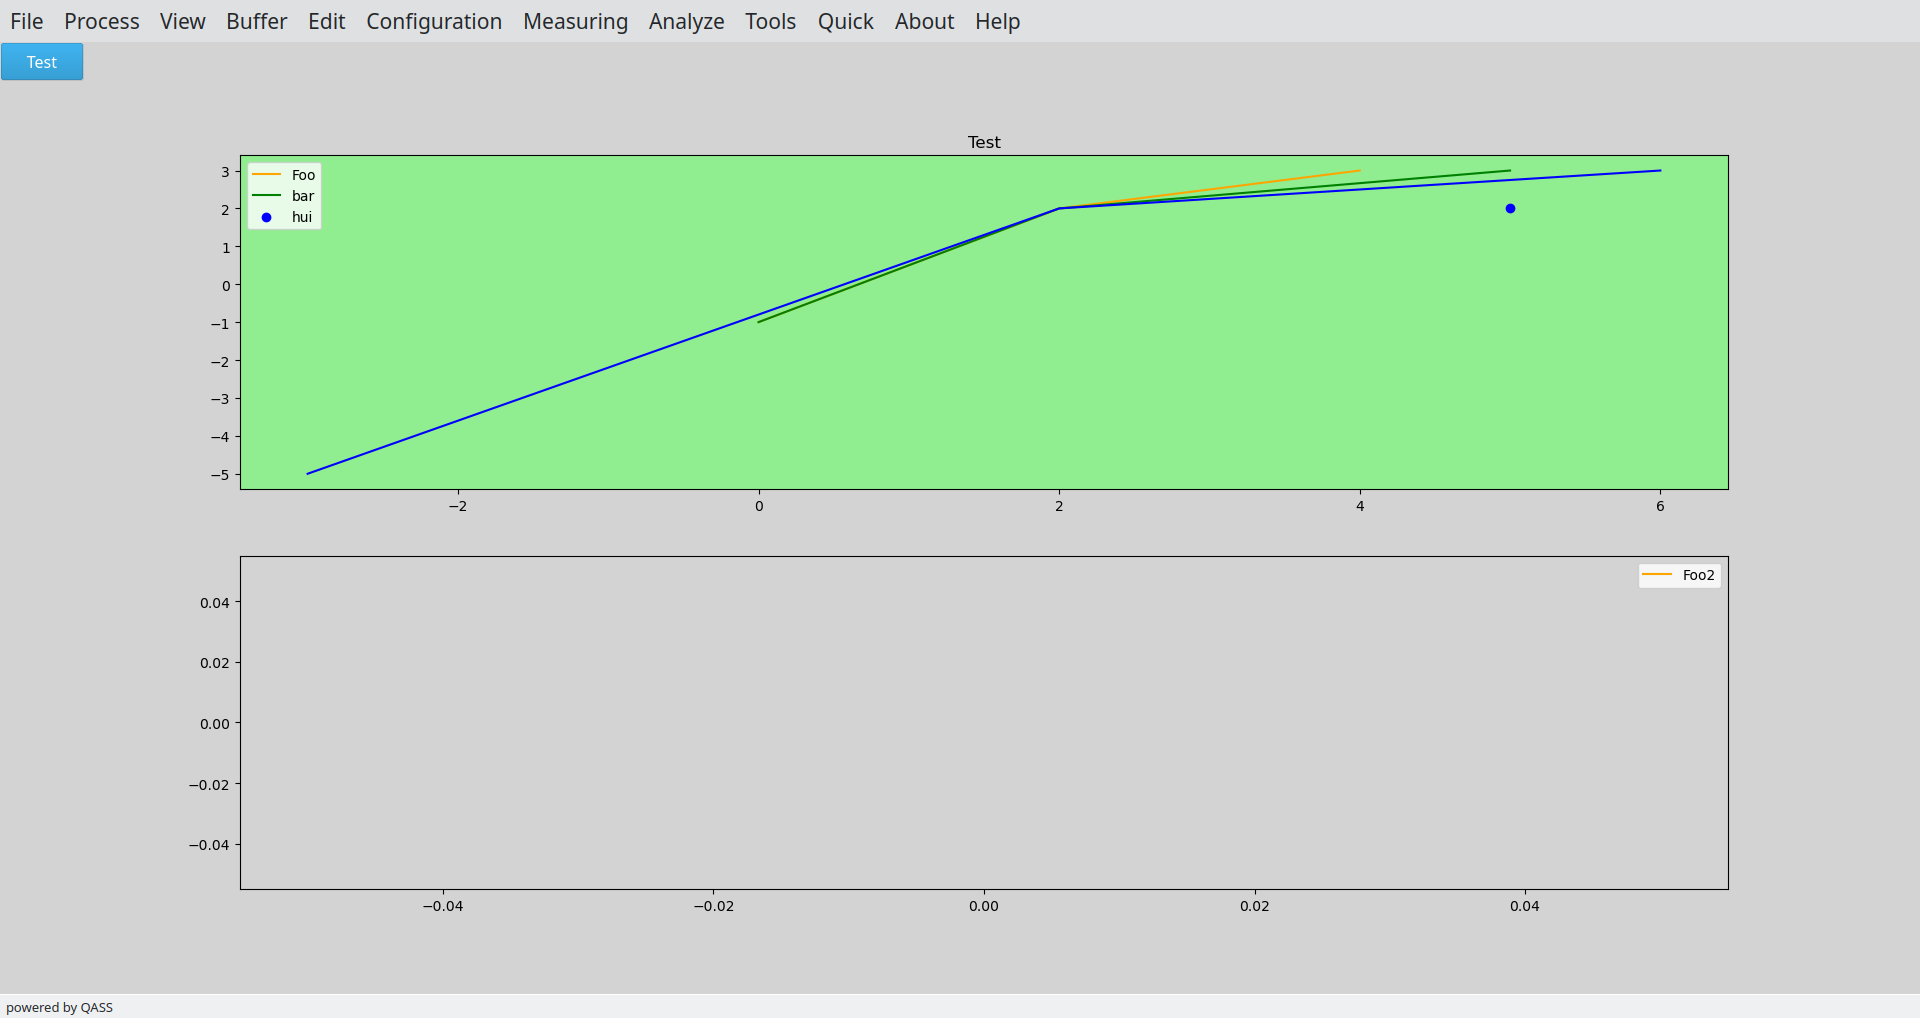 File Process View Buffer Edit Configuration Measuring Analyze Tools Quick About Help
Test
Test
Foo
bar
hui
3
2
1
0
−1
−2
−3
−4
−5
−2 0 2 4 6
Foo2
0.04
0.02
0.00
−0.02
−0.04
−0.04 −0.02 0.00 0.02 0.04
powered by QASS